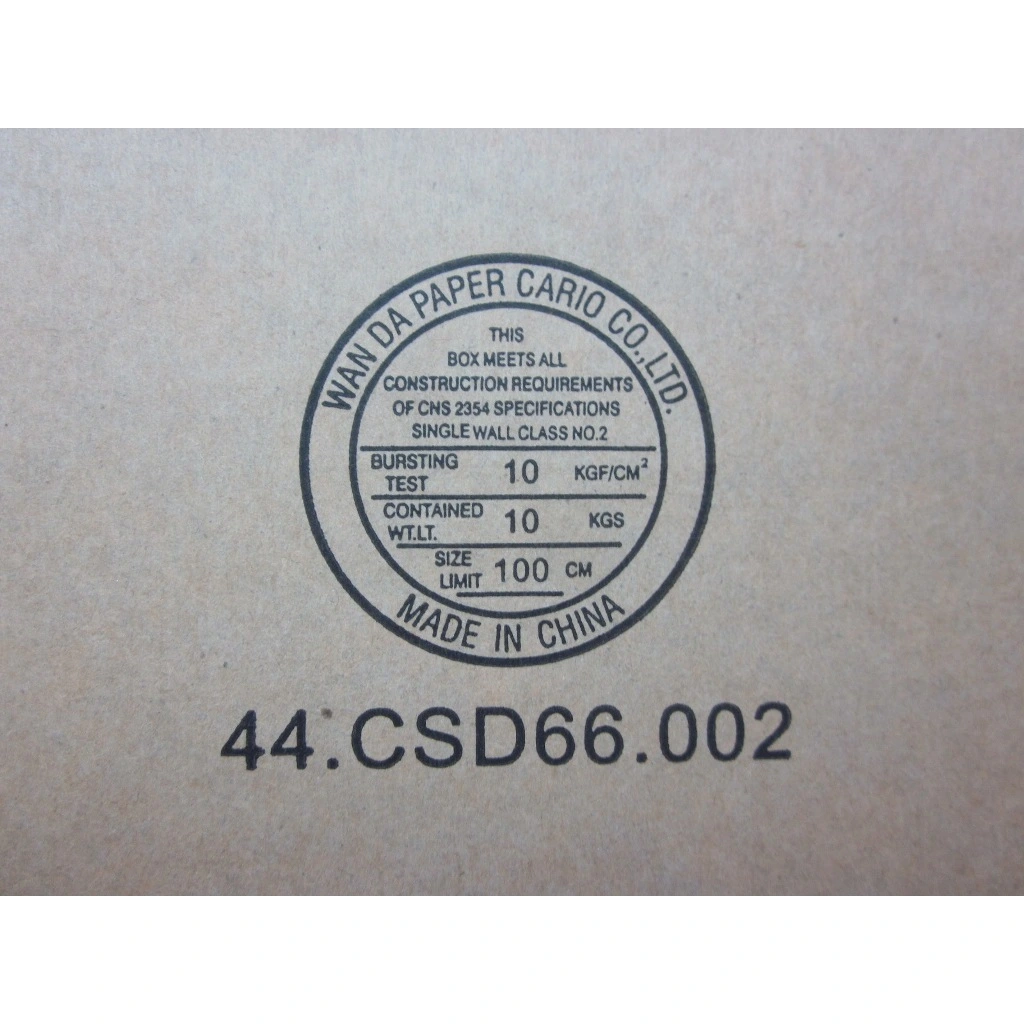 WAN DA PAPER CARIO CO.,LTD.
THIS
BOX MEETS ALL
CONSTRUCTION REQUIREMENTS
OF CNS 2354 SPECIFICATIONS
SINGLE WALL CLASS NO.2
BURSTING TEST 10 KGF/CM²
CONTAINED WT.LT. 10 KGS
SIZE LIMIT 100 CM
MADE IN CHINA
44.CSD66.002